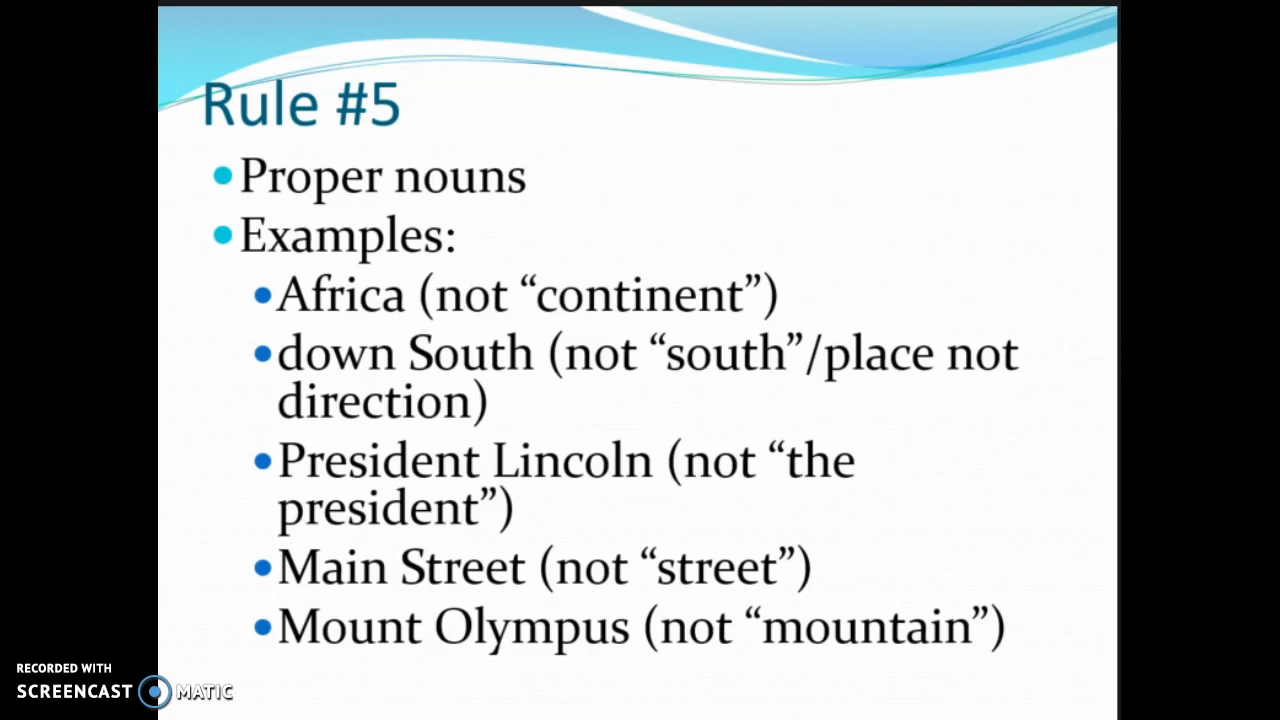 Rule #5
•Proper nouns
•Examples:
•Africa (not “continent”)
•down South (not “south”/place not
direction)
•President Lincoln (not “the
president”)
•Main Street (not “street”)
•Mount Olympus (not “mountain”)
RECORDED WITH
SCREENCAST MATIC